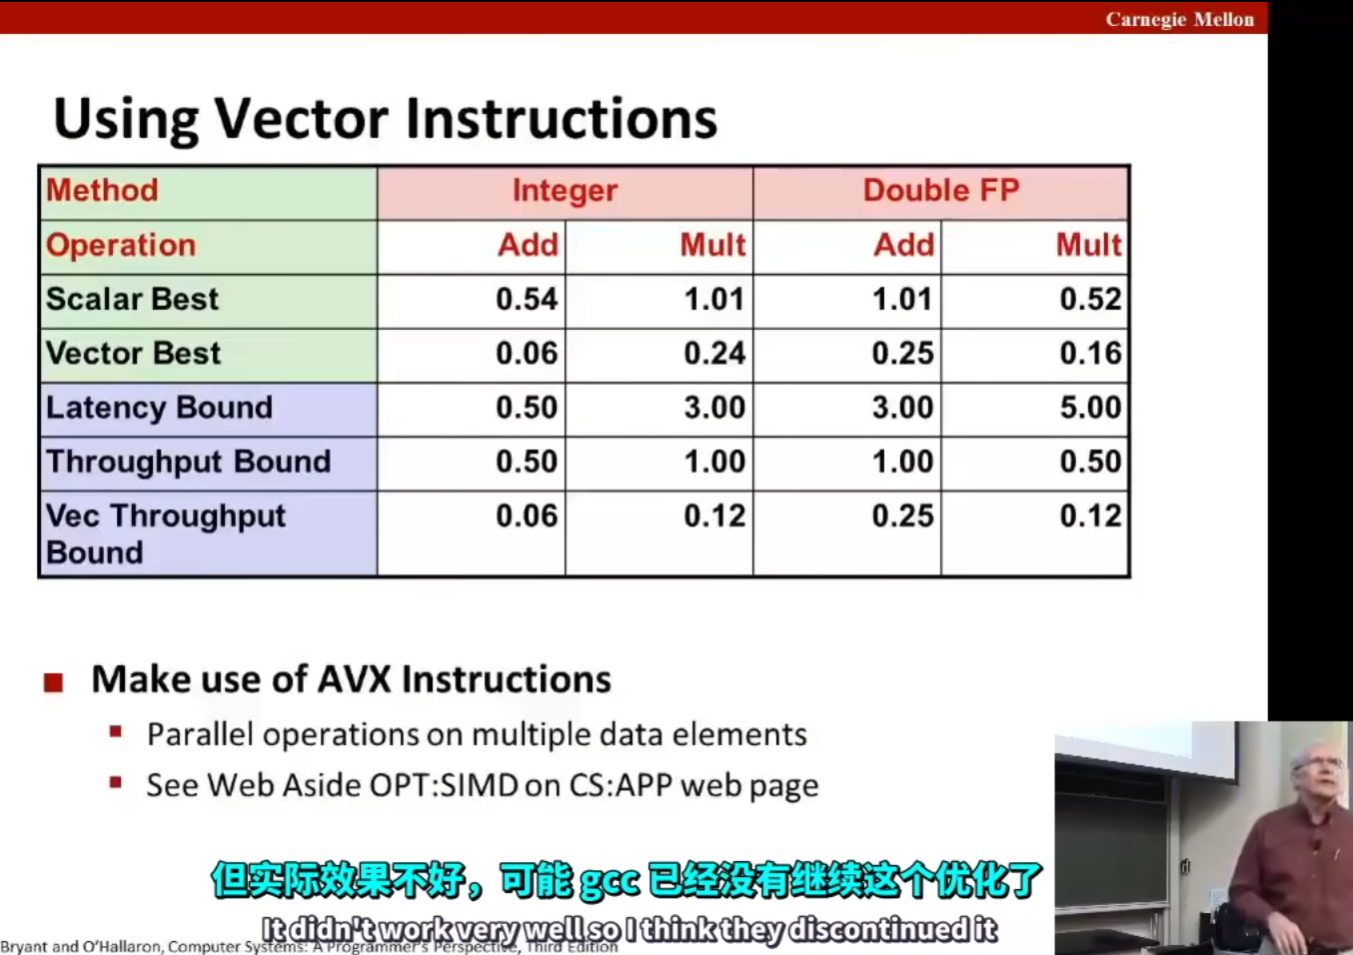 Carnegie Mellon
Using Vector Instructions
Method Integer Double FP
Operation Add Mult Add Mult
Scalar Best 0.54 1.01 1.01 0.52
Vector Best 0.06 0.24 0.25 0.16
Latency Bound 0.50 3.00 3.00 5.00
Throughput Bound 0.50 1.00 1.00 0.50
Vec Throughput 0.06 0.12 0.25 0.12
Bound
Make use of AVX Instructions
Parallel operations on multiple data elements
See Web Aside OPT:SIMD on CS:APP web page
但实际效果不好，可能 gcc 已经没有继续这个优化了
It didn't work very well so I think they discontinued it
Bryant and O'Hallaron, Computer Systems: A Programmer's Perspective, Third Edition